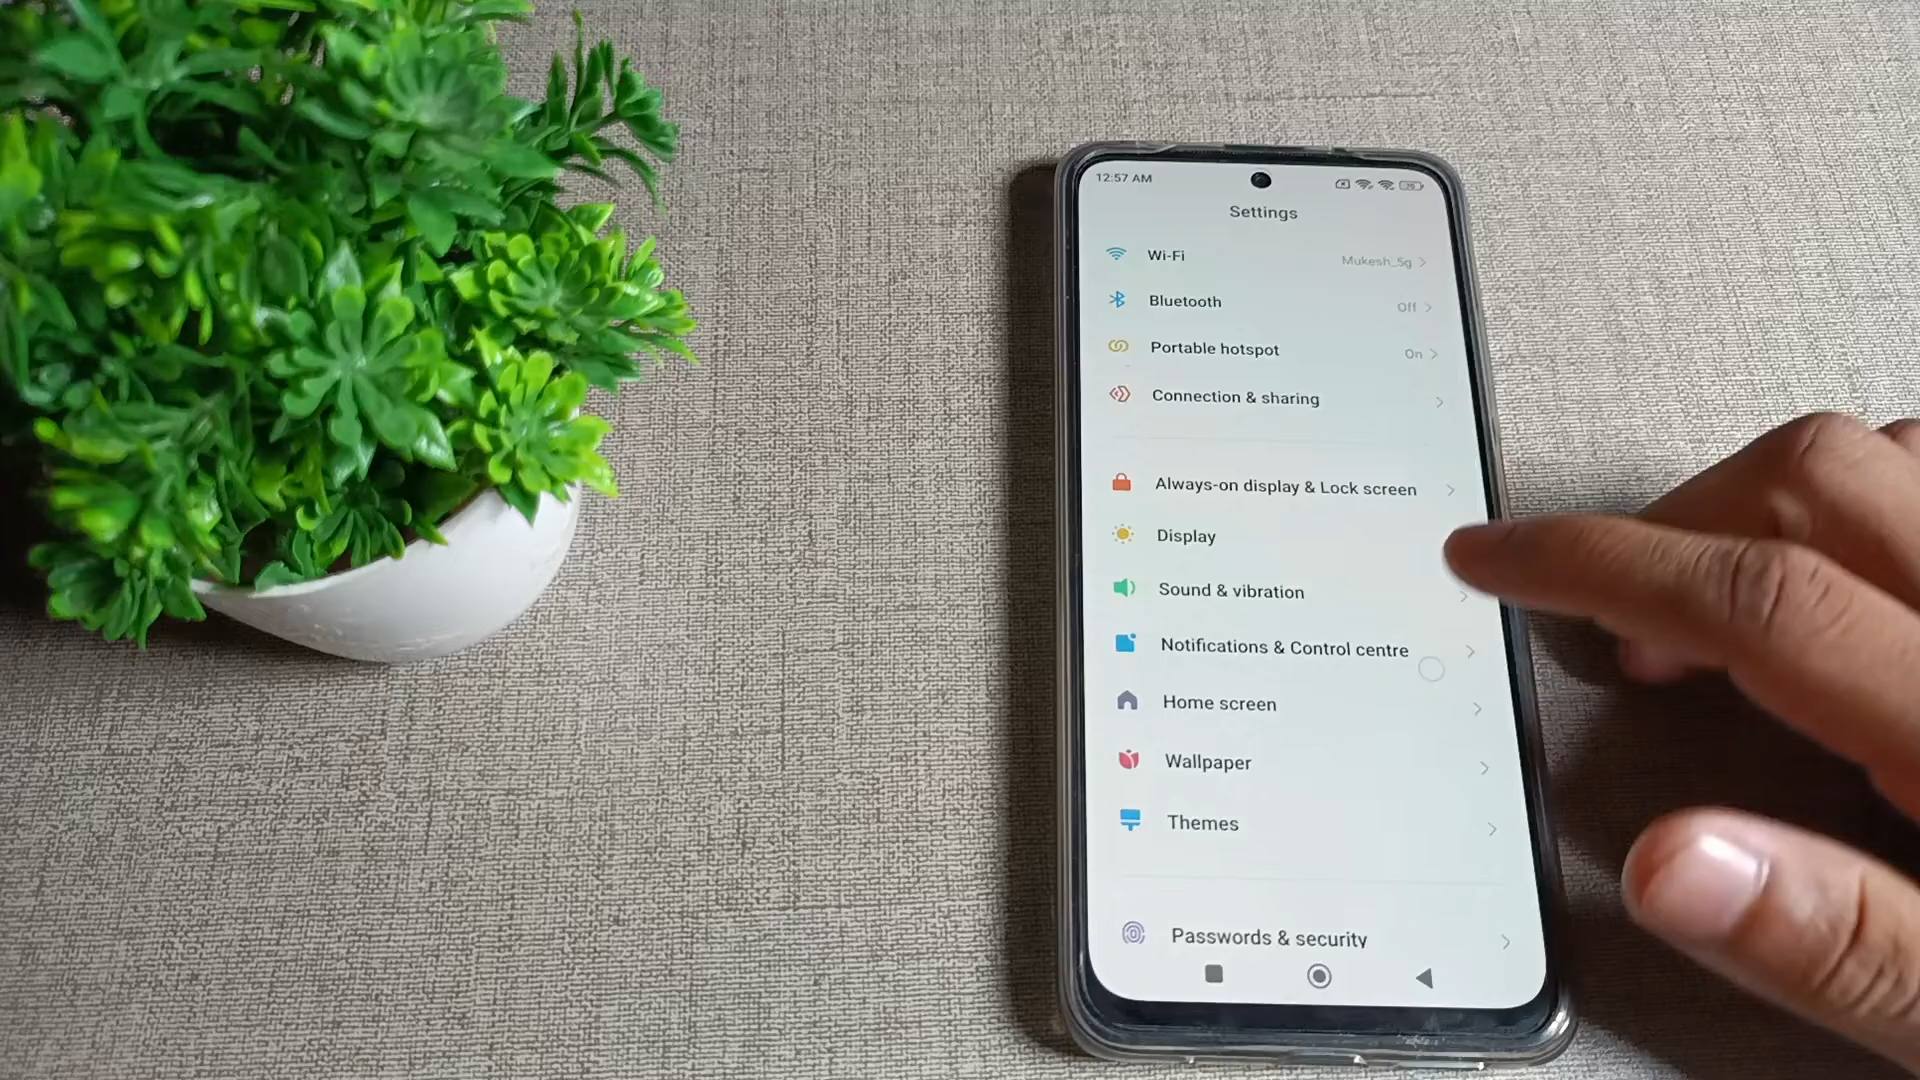 12:57 AM
Settings
Wi-Fi Mukesh_5g
Bluetooth Off
Portable hotspot On
Connection & sharing
Always-on display & Lock screen
Display
Sound & vibration
Notifications & Control centre
Home screen
Wallpaper
Themes
Passwords & security